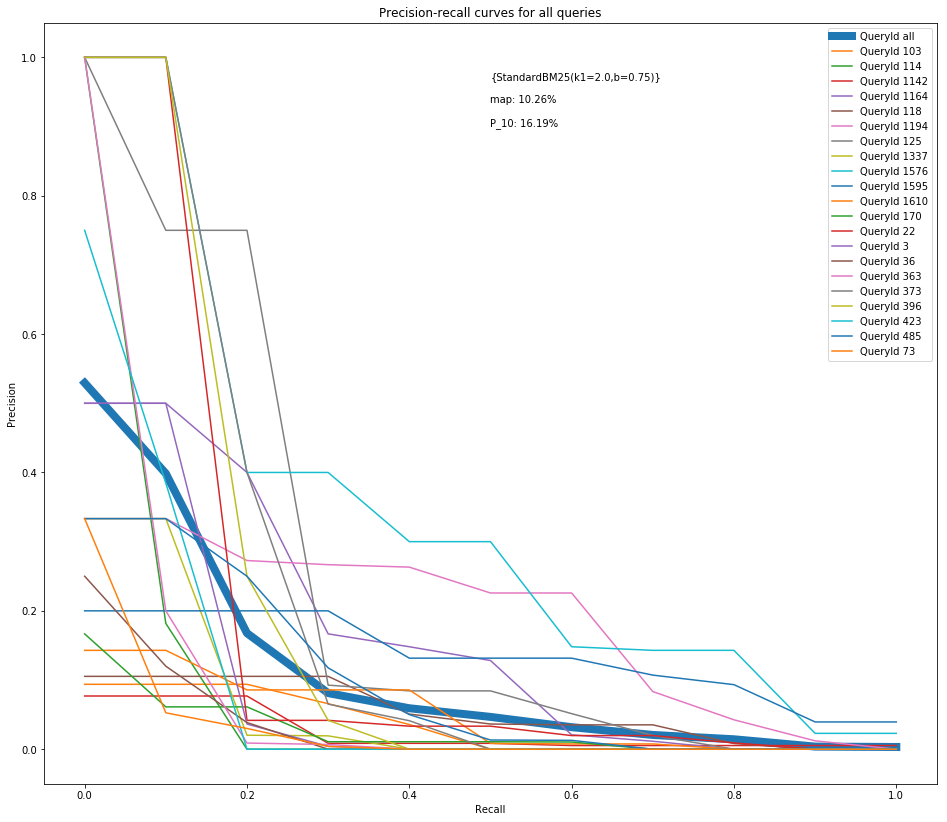 Precision-recall curves for all queries
{StandardBM25(k1=2.0,b=0.75)}
map: 10.26%
P_10: 16.19%
QueryId all
QueryId 103
QueryId 114
QueryId 1142
QueryId 1164
QueryId 118
QueryId 1194
QueryId 125
QueryId 1337
QueryId 1576
QueryId 1595
QueryId 1610
QueryId 170
QueryId 22
QueryId 3
QueryId 36
QueryId 363
QueryId 373
QueryId 396
QueryId 423
QueryId 485
QueryId 73
Precision
1.0
0.8
0.6
0.4
0.2
0.0
0.0 0.2 0.4 0.6 0.8 1.0
Recall